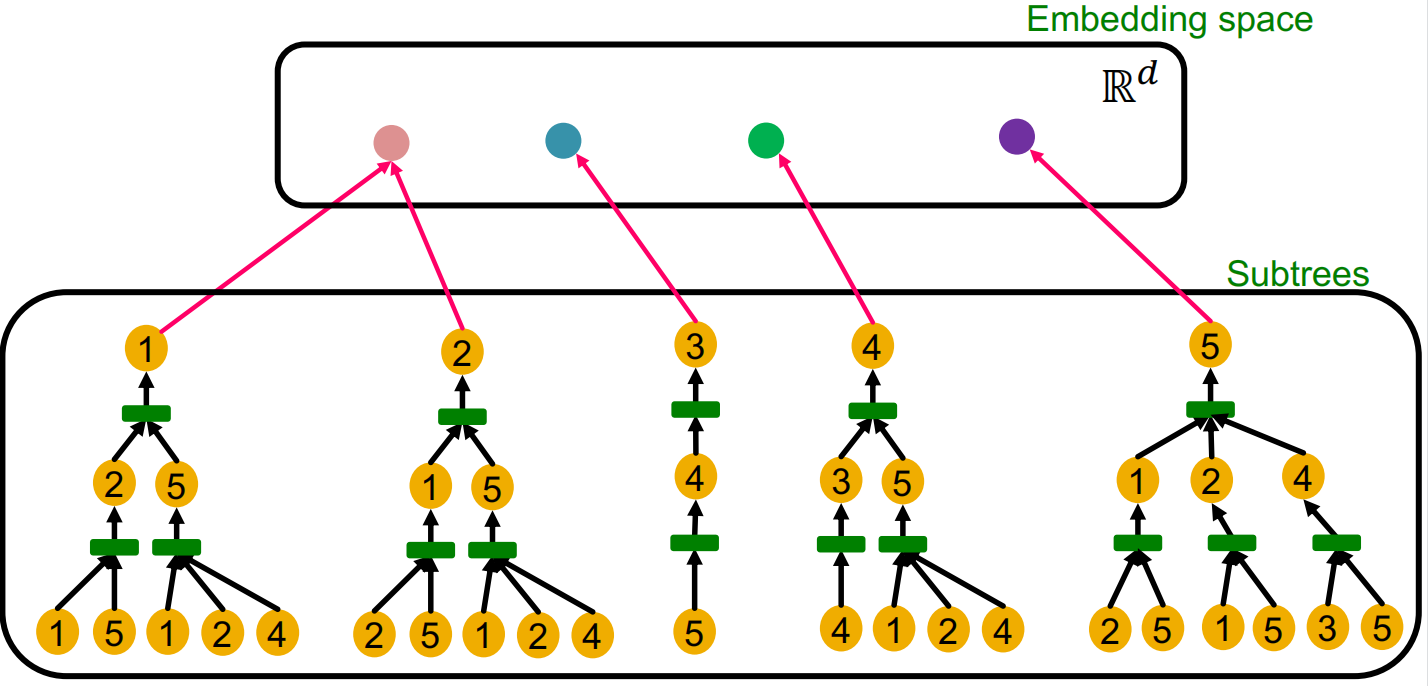 Embedding space
ℝ^d
Subtrees
1 2 3 4 5
2 5 1 5 4 3 5 1 2 4
1 5 1 2 4 2 5 1 2 4 5 4 1 2 4 2 5 1 5 3 5